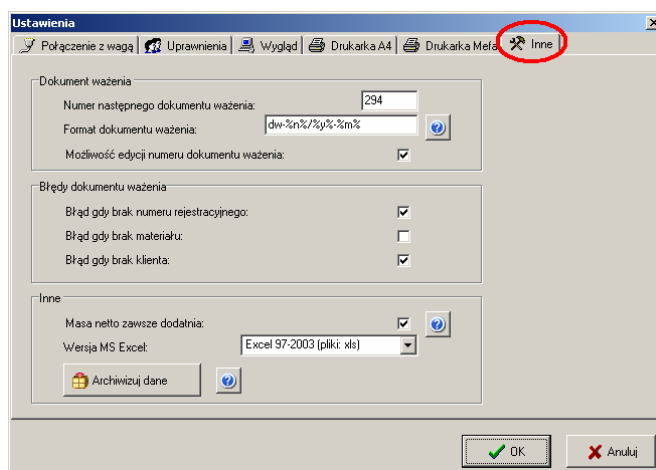 Ustawienia
Połączenie z wagą Uprawnienia Wygląd Drukarka A4 Drukarka Mefa Inne
Dokument ważenia
Numer następnego dokumentu ważenia: 294
Format dokumentu ważenia: dw-%n%/%y%-%m%
Możliwość edycji numeru dokumentu ważenia:
Błędy dokumentu ważenia
Błąd gdy brak numeru rejestracyjnego:
Błąd gdy brak materiału:
Błąd gdy brak klienta:
Inne
Masa netto zawsze dodatnia:
Wersja MS Excel: Excel 97-2003 (pliki: xls)
Archiwizuj dane
OK Anuluj